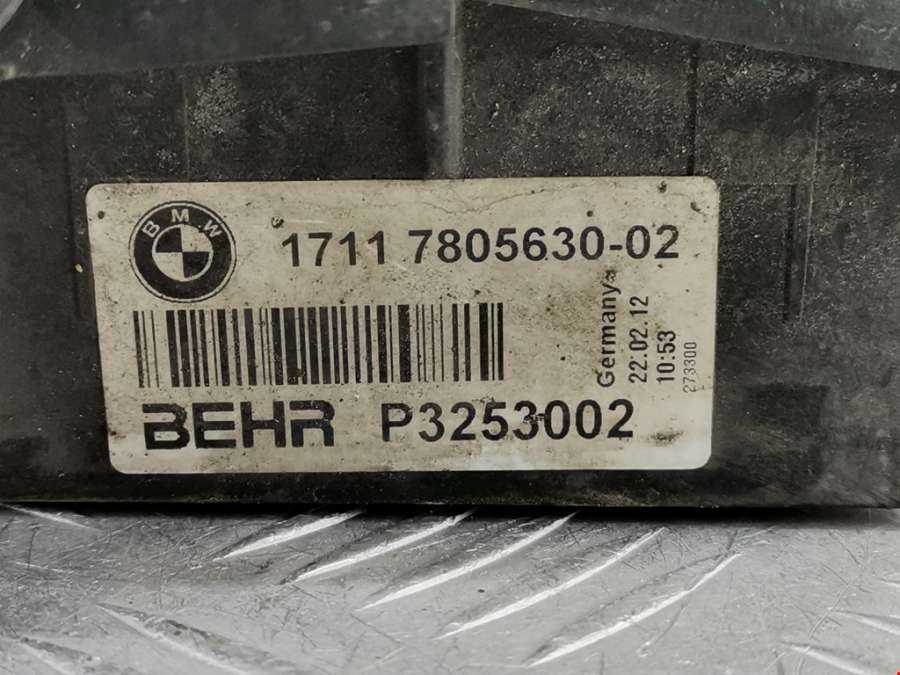 BMW
1711 7805630-02
Germany
22.02.12
10:53
273300
BEHR P3253002